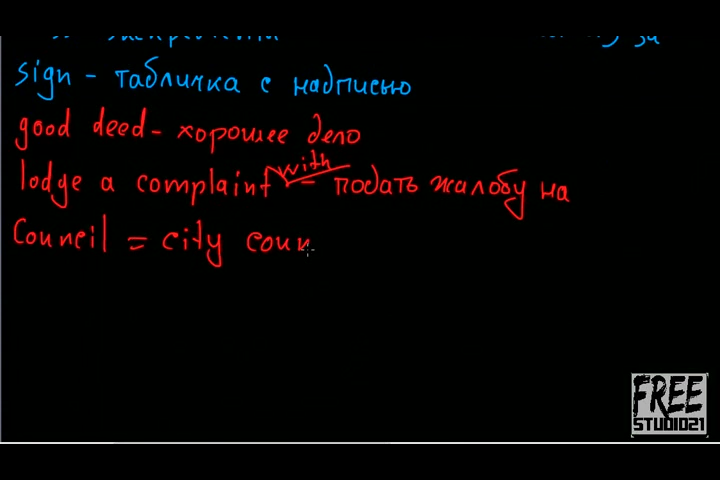 sign - табличка с надписью
good deed - хорошее дело
lodge a complaint with - подать жалобу на
Council = city coun
FREE
STUDIO21